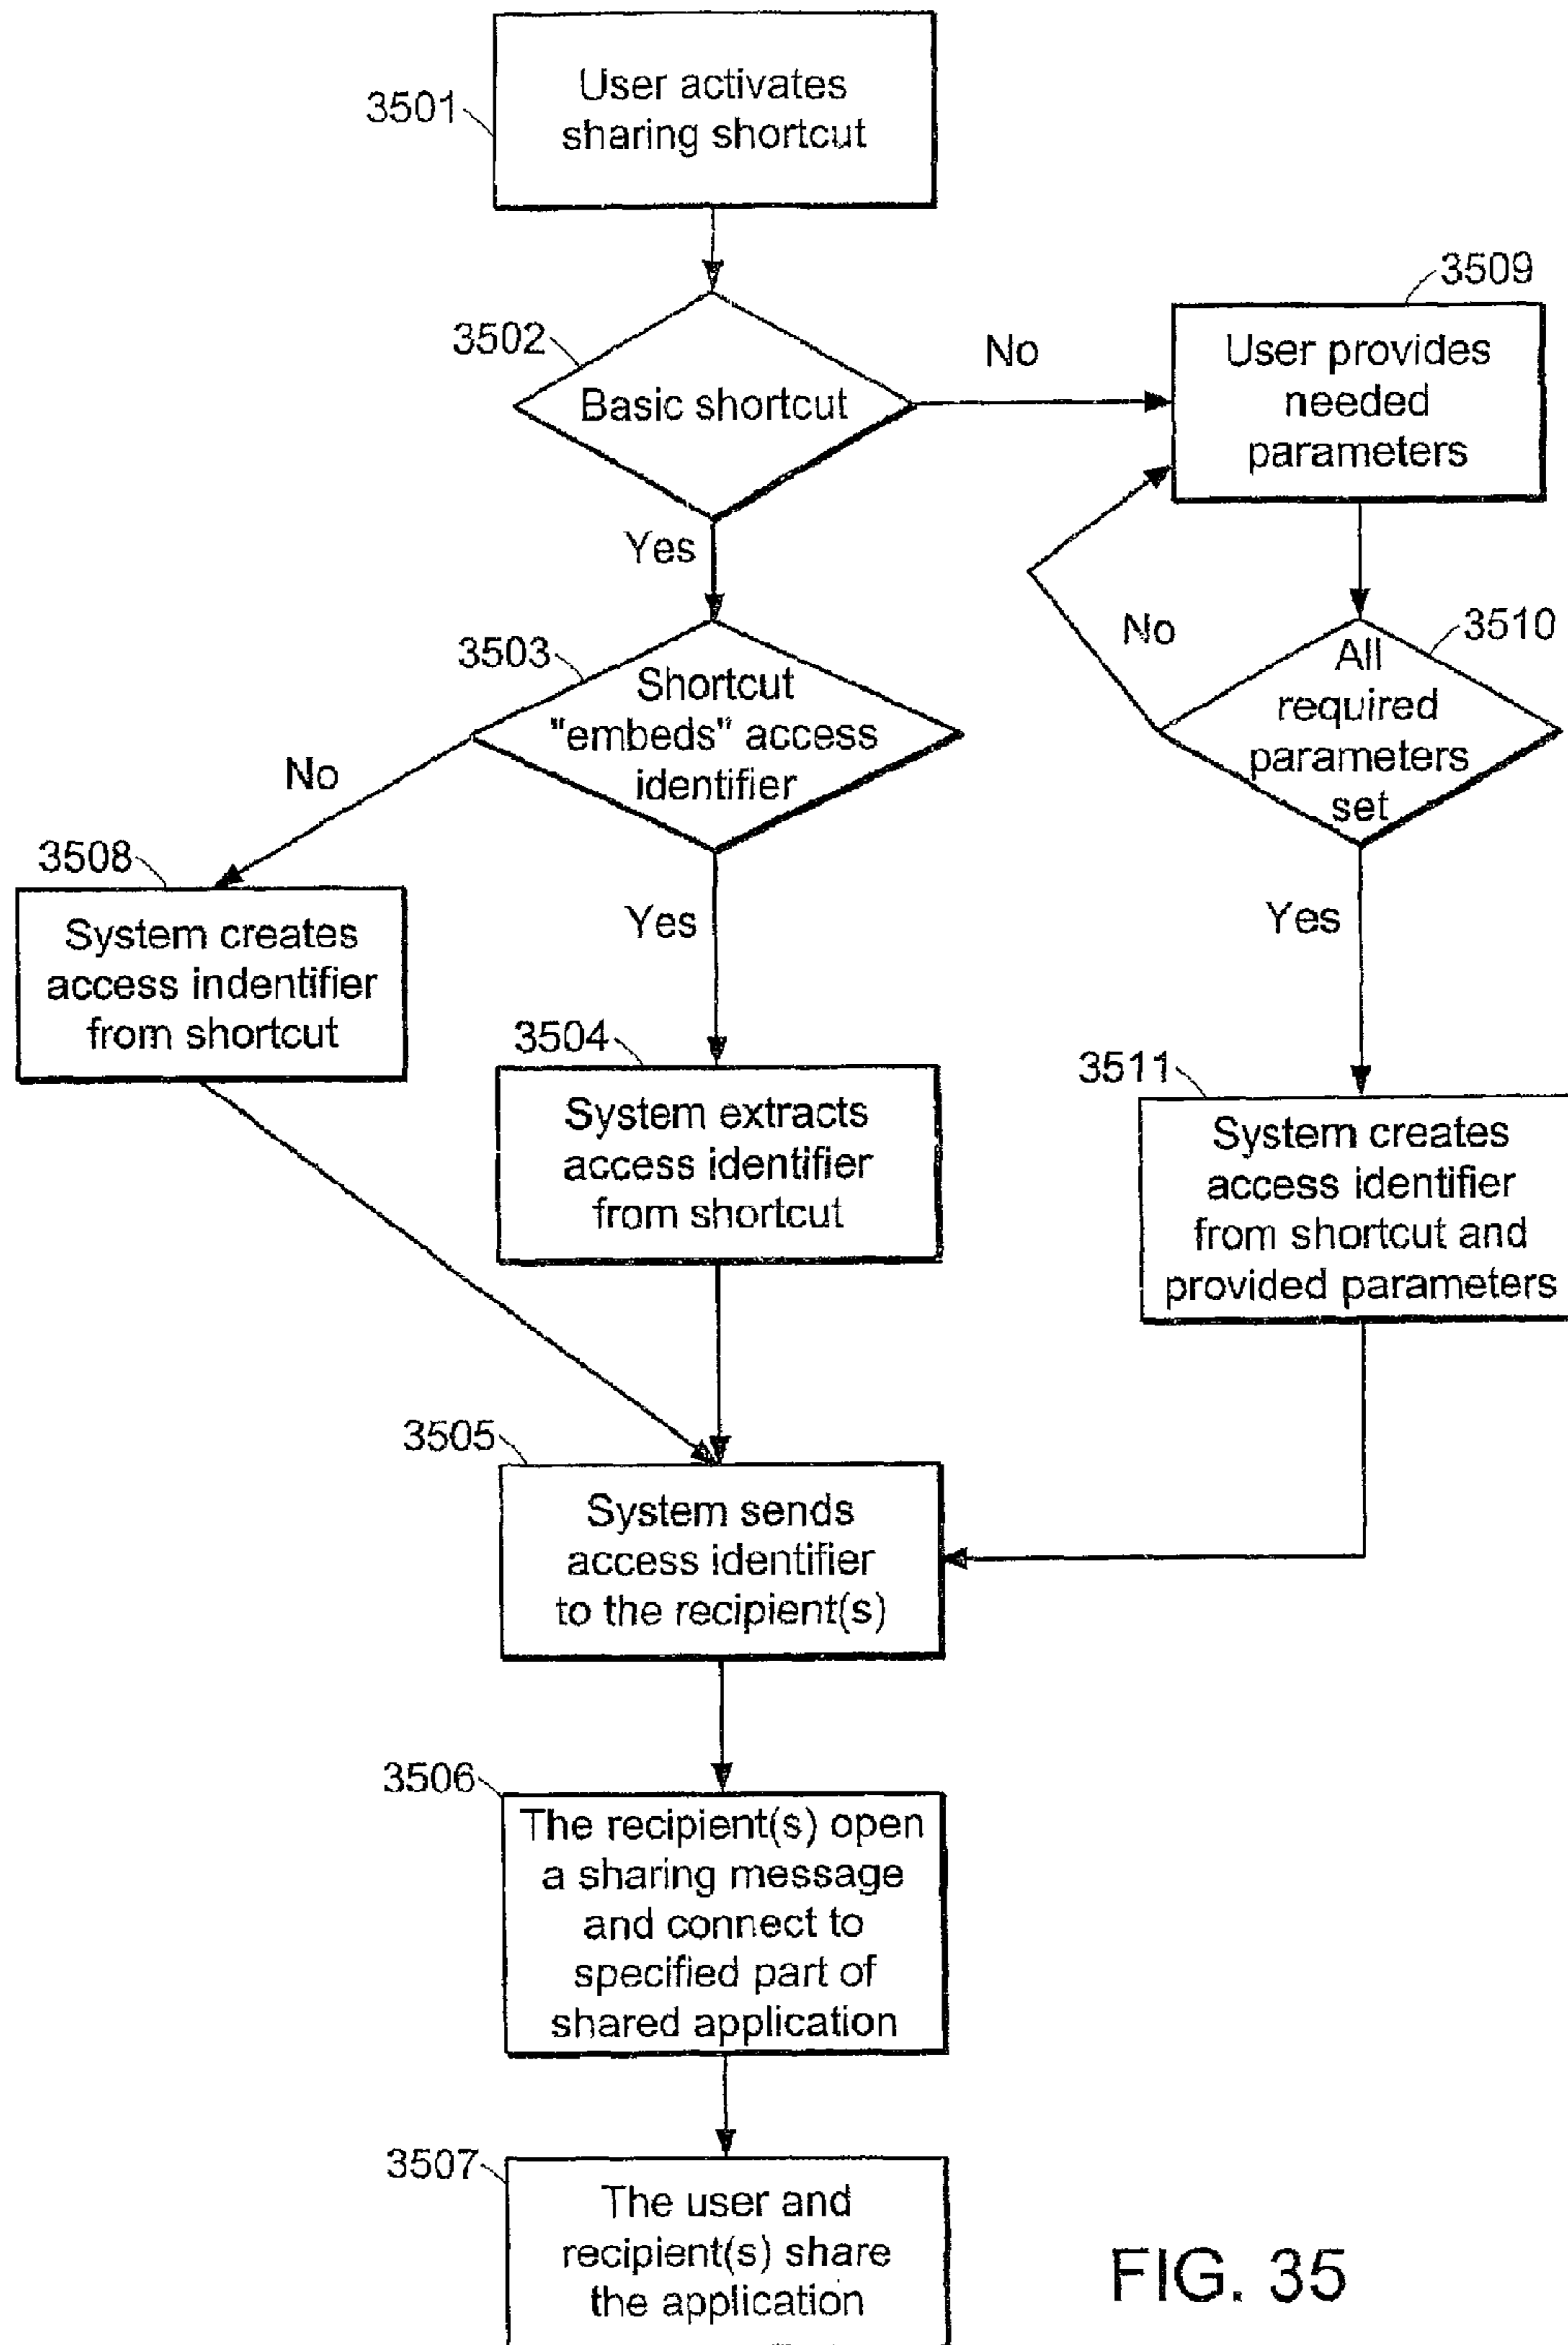 3501
User activates
sharing shortcut
3502
Basic shortcut
No
Yes
3509
User provides
needed
parameters
3503
Shortcut
"embeds" access
identifier
No
Yes
3510
All
required
parameters
set
No
Yes
3508
System creates
access indentifier
from shortcut
3504
System extracts
access identifier
from shortcut
3511
System creates
access identifier
from shortcut and
provided parameters
3505
System sends
access identifier
to the recipient(s)
3506
The recipient(s) open
a sharing message
and connect to
specified part of
shared application
3507
The user and
recipient(s) share
the application
FIG. 35